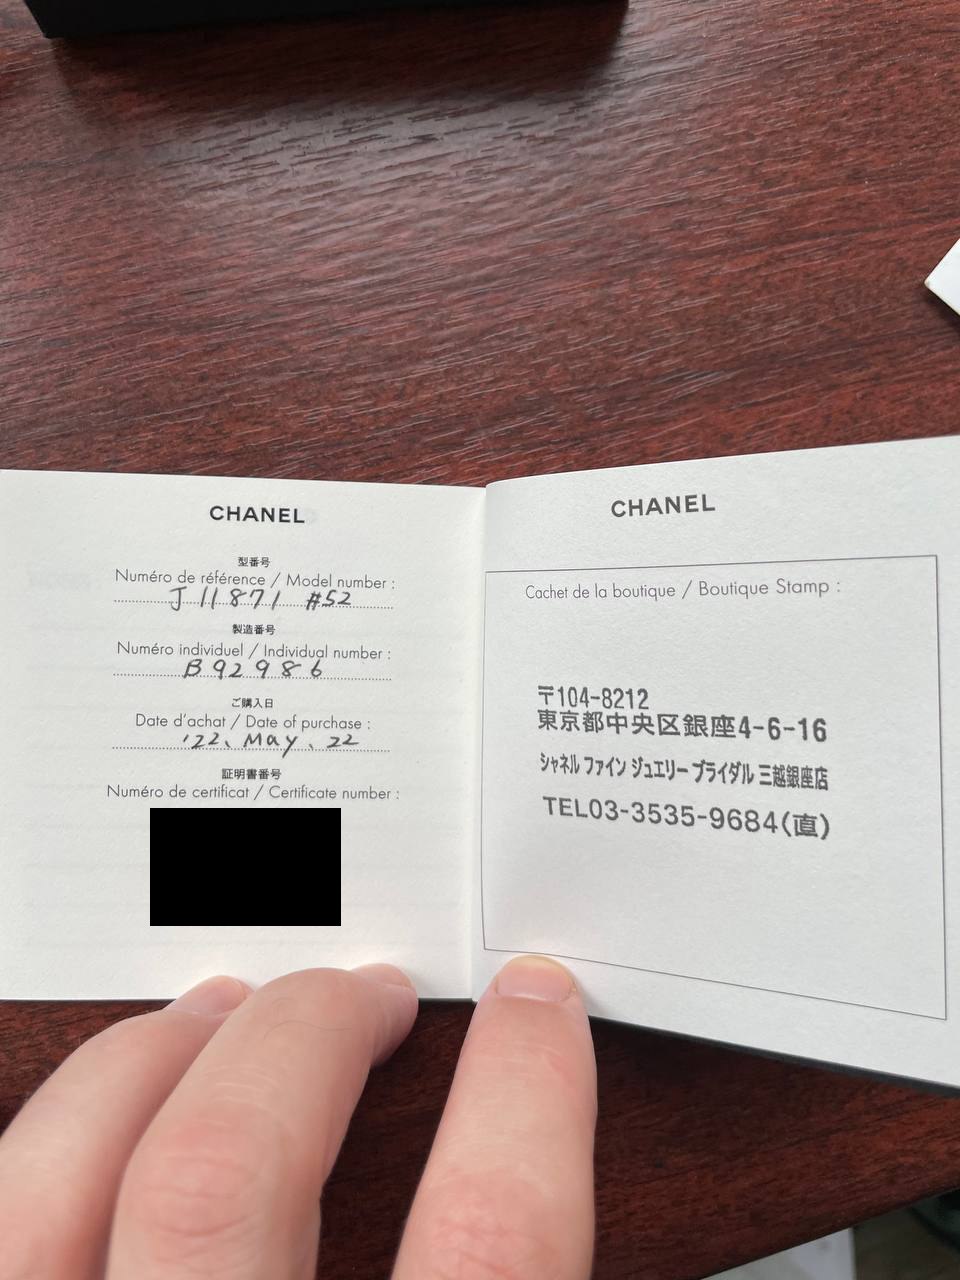 CHANEL
型番号
Numéro de référence / Model number :
J11871 #52
製造番号
Numéro individuel / Individual number :
B92986
ご購入日
Date d'achat / Date of purchase :
'22、May、22
証明書番号
Numéro de certificat / Certificate number :
CHANEL
Cachet de la boutique / Boutique Stamp :
〒104-8212
東京都中央区銀座4-6-16
シャネル ファイン ジュエリー ブライダル 三越銀座店
TEL03-3535-9684(直)